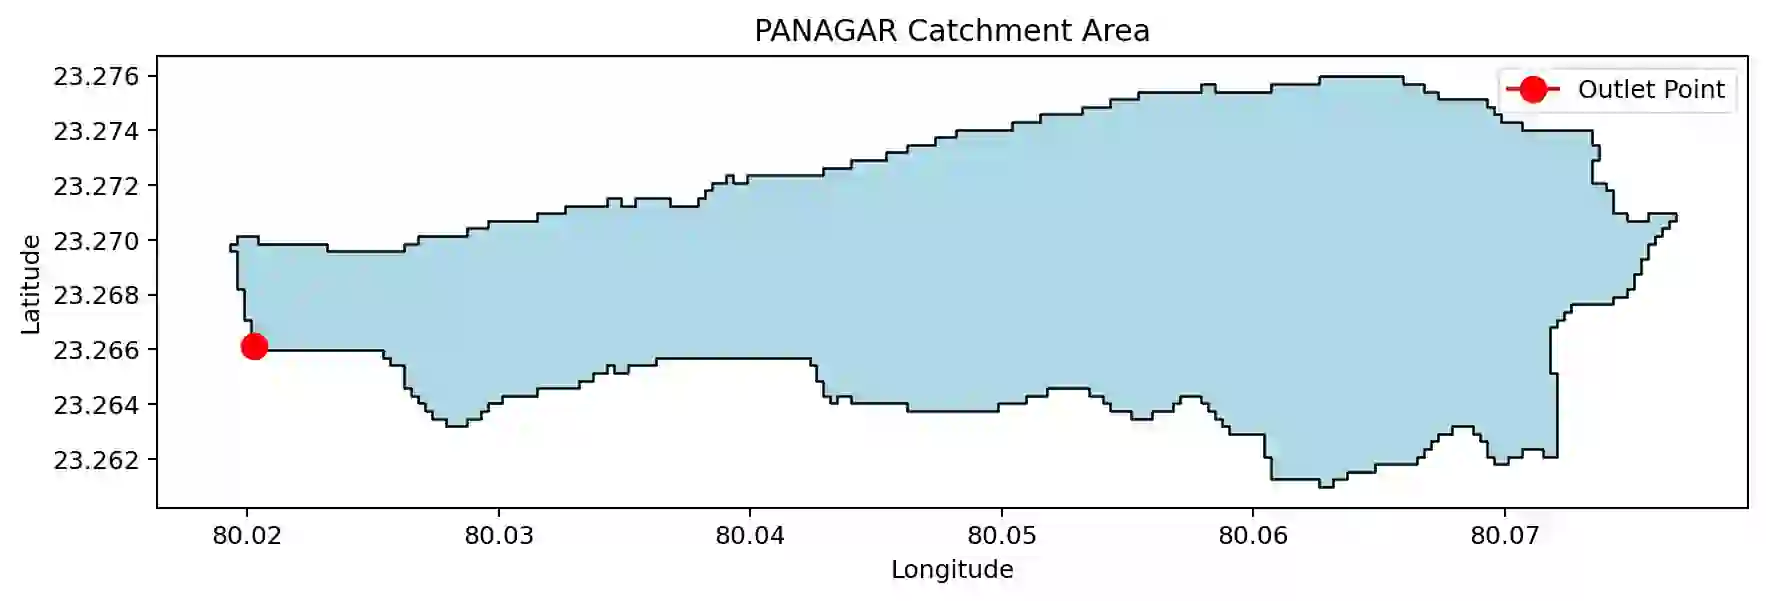 PANAGAR Catchment Area
Outlet Point
23.276
23.274
23.272
23.270
23.268
23.266
23.264
23.262
Latitude
80.02 80.03 80.04 80.05 80.06 80.07
Longitude